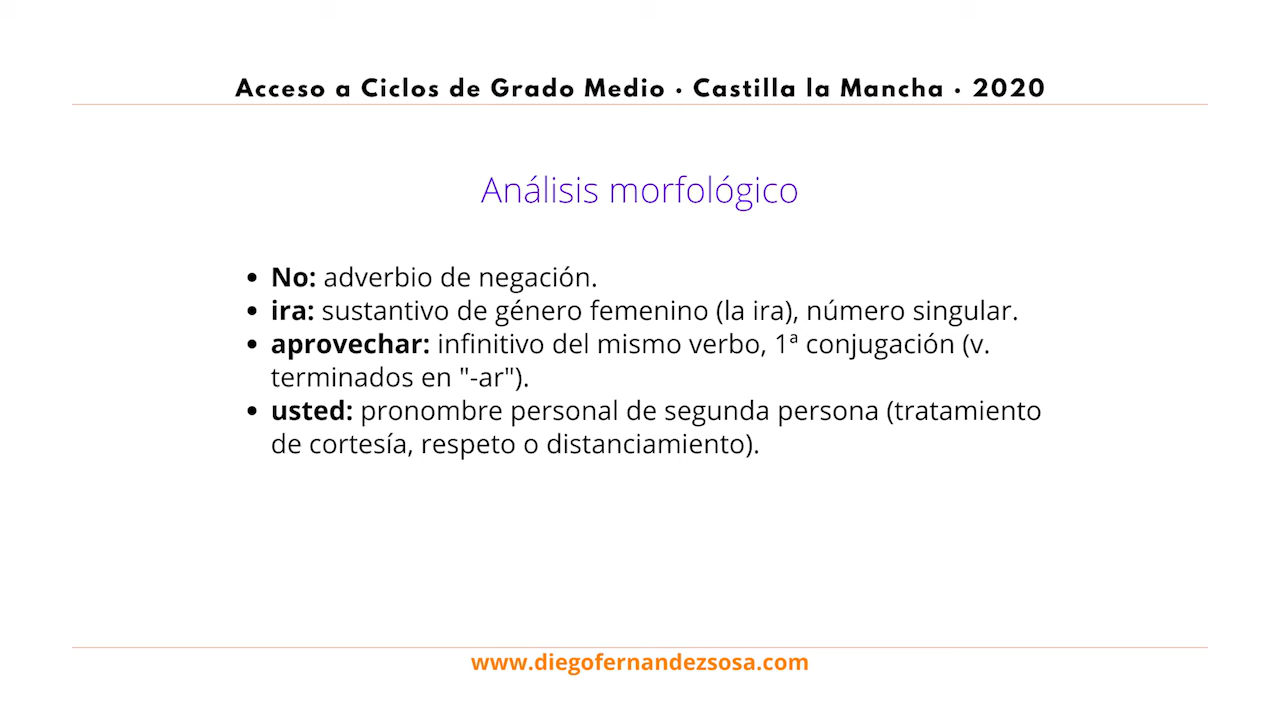 Acceso a Ciclos de Grado Medio · Castilla la Mancha · 2020
Análisis morfológico
• No: adverbio de negación.
• ira: sustantivo de género femenino (la ira), número singular.
• aprovechar: infinitivo del mismo verbo, 1ª conjugación (v.
terminados en "-ar").
• usted: pronombre personal de segunda persona (tratamiento
de cortesía, respeto o distanciamiento).
www.diegofernandezsosa.com